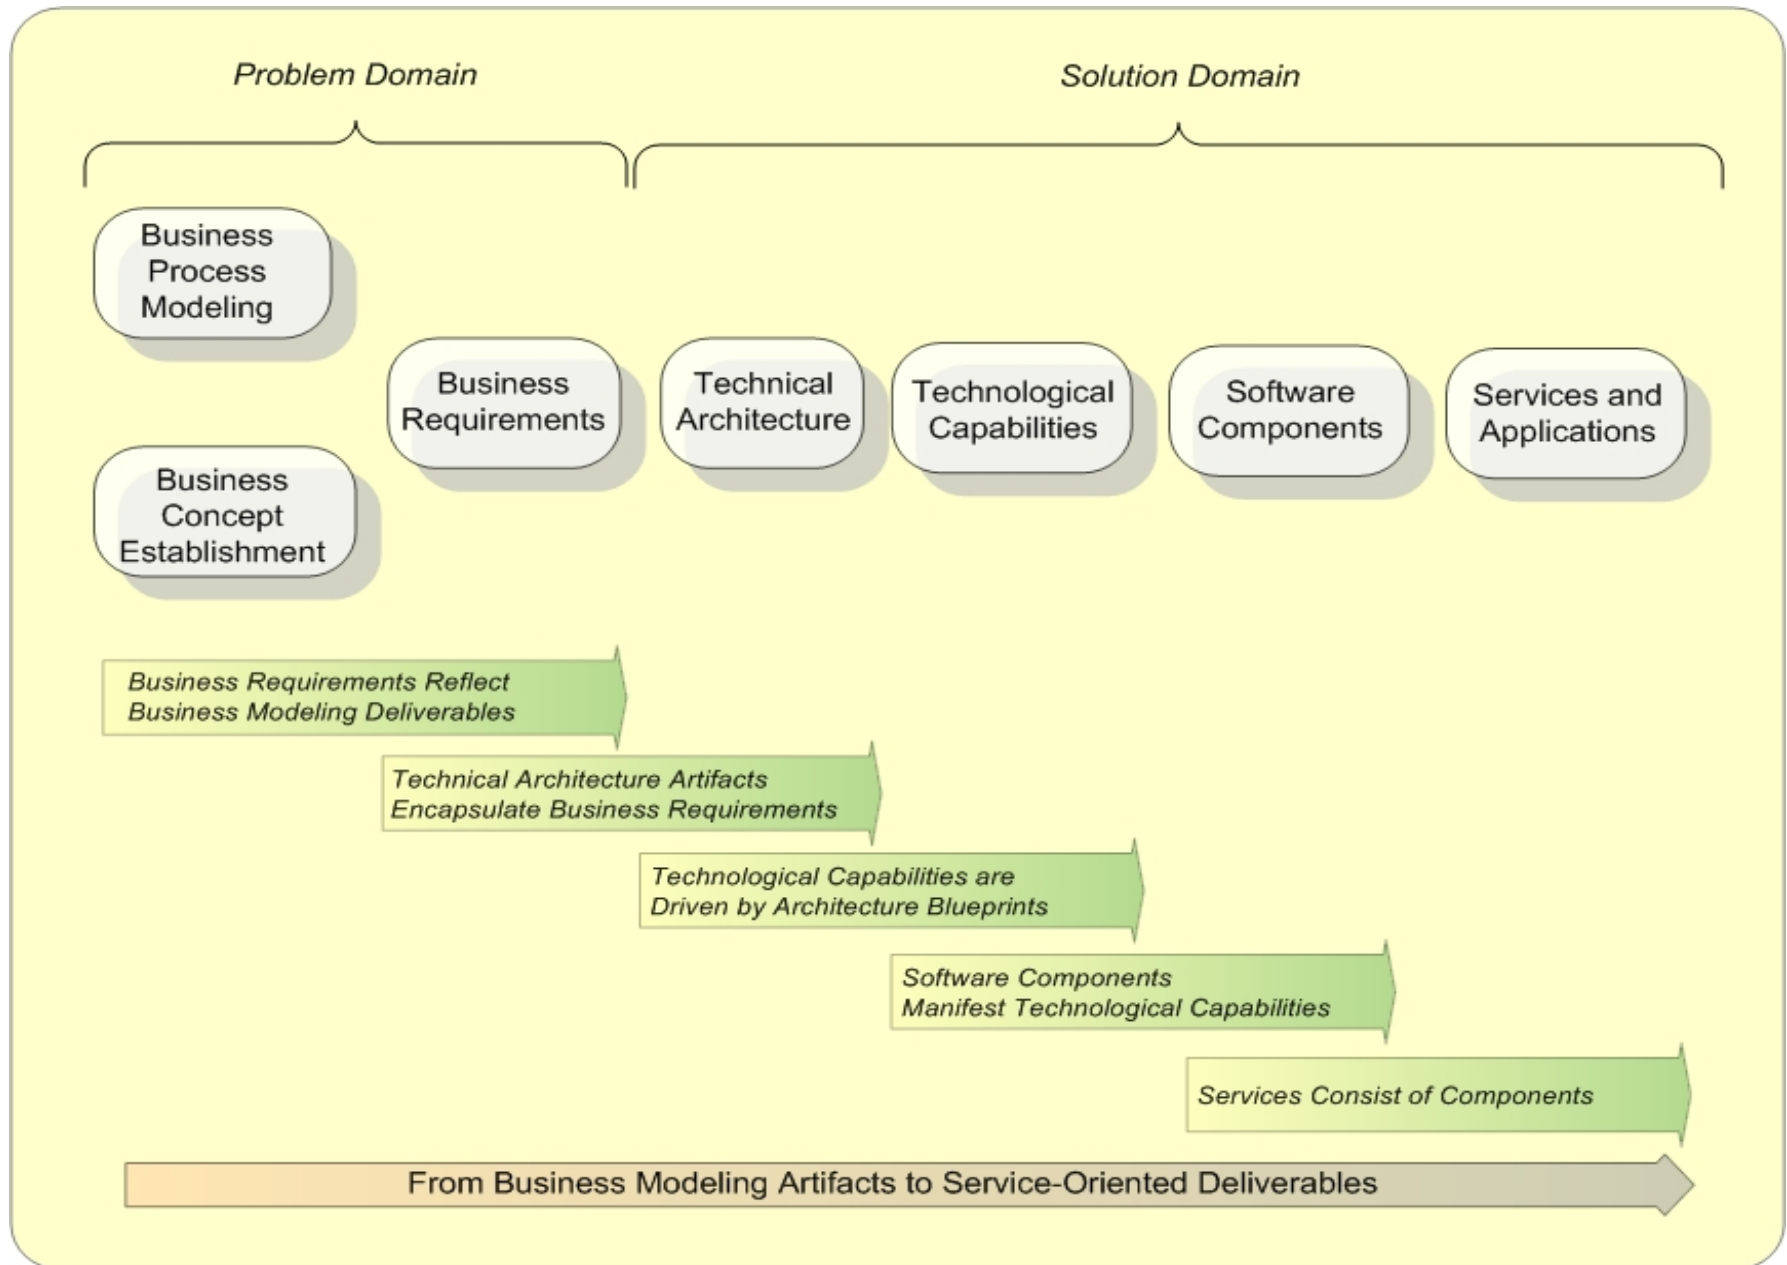 Problem Domain
Solution Domain
Business
Process
Modeling
Business
Requirements
Technical
Architecture
Technological
Capabilities
Software
Components
Services and
Applications
Business
Concept
Establishment
Business Requirements Reflect
Business Modeling Deliverables
Technical Architecture Artifacts
Encapsulate Business Requirements
Technological Capabilities are
Driven by Architecture Blueprints
Software Components
Manifest Technological Capabilities
Services Consist of Components
From Business Modeling Artifacts to Service-Oriented Deliverables